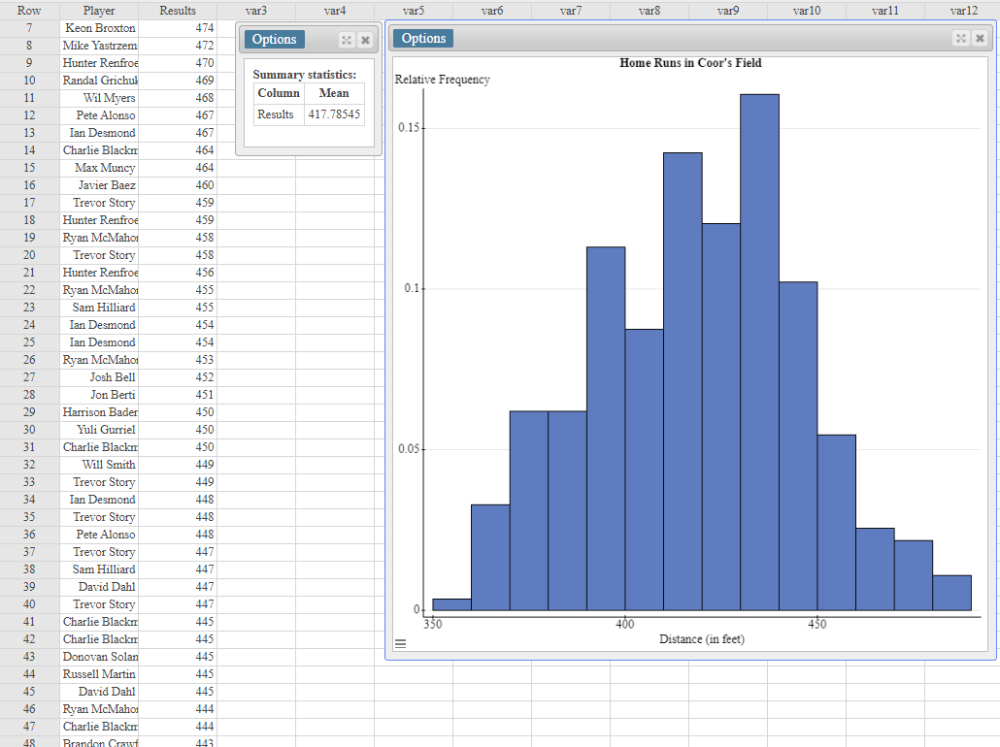 Row Player Results var3 var4 var5 var6 var7 var8 var9 var10 var11 var12
7 Keon Broxton 474
8 Mike Yastrzem 472
9 Hunter Renfroe 470
10 Randal Grichuk 469
11 Wil Myers 468
12 Pete Alonso 467
13 Ian Desmond 467
14 Charlie Blackm 464
15 Max Muncy 464
16 Javier Baez 460
17 Trevor Story 459
18 Hunter Renfroe 459
19 Ryan McMahon 458
20 Trevor Story 458
21 Hunter Renfroe 456
22 Ryan McMahon 455
23 Sam Hilliard 455
24 Ian Desmond 454
25 Ian Desmond 454
26 Ryan McMahon 453
27 Josh Bell 452
28 Jon Berti 451
29 Harrison Bader 450
30 Yuli Gurriel 450
31 Charlie Blackm 450
32 Will Smith 449
33 Trevor Story 449
34 Ian Desmond 448
35 Trevor Story 448
36 Pete Alonso 448
37 Trevor Story 447
38 Sam Hilliard 447
39 David Dahl 447
40 Trevor Story 447
41 Charlie Blackm 445
42 Charlie Blackm 445
43 Donovan Solan 445
44 Russell Martin 445
45 David Dahl 445
46 Ryan McMahon 444
47 Charlie Blackm 444
48 Brandon Crawf 443
Options
Summary statistics:
Column Mean
Results 417.78545
Options
Home Runs in Coor's Field
Relative Frequency
0.15
0.1
0.05
0
350 400 450
Distance (in feet)